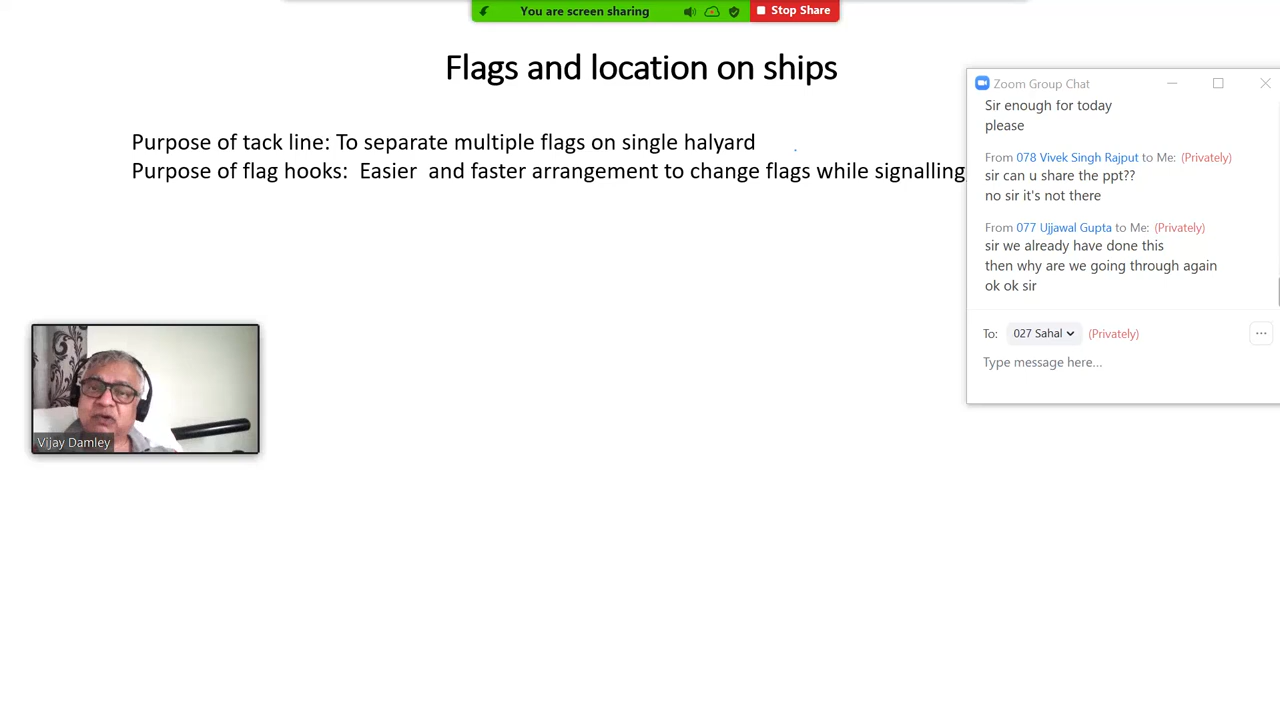 You are screen sharing
Stop Share
Flags and location on ships
Purpose of tack line: To separate multiple flags on single halyard
Purpose of flag hooks: Easier and faster arrangement to change flags while signalling
Zoom Group Chat
Sir enough for today
please
From 078 Vivek Singh Rajput to Me: (Privately)
sir can u share the ppt??
no sir it's not there
From 077 Ujjawal Gupta to Me: (Privately)
sir we already have done this
then why are we going through again
ok ok sir
To: 027 Sahal (Privately)
Type message here...
Vijay Damley